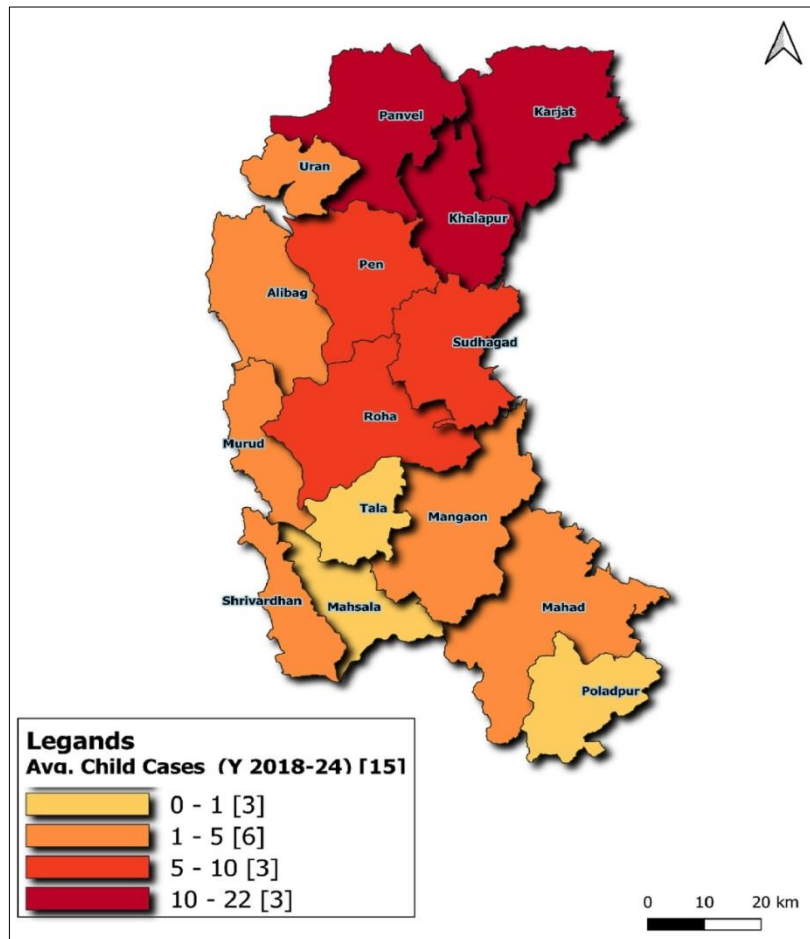 Panvel
Karjat
Uran
Khalapur
Pen
Alibag
Sudhagad
Roha
Murud
Tala
Mangaon
Shrivardhan
Mahsala
Mahad
Poladpur
Legands
Avg. Child Cases (Y 2018-24) [15]
0 - 1 [3]
1 - 5 [6]
5 - 10 [3]
10 - 22 [3]
0 10 20 km